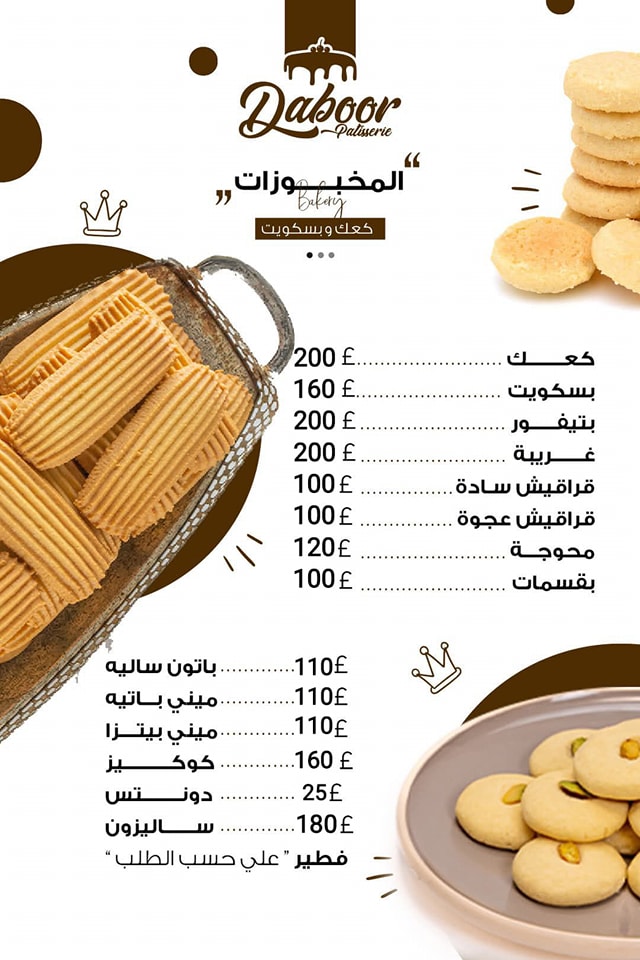 Daboor
Patisserie
“المخبوزات„
Bakery
كعك و بسكويت
كعك ........................ 200 £
بسكويت ........................ 160 £
بتيفور ........................ 200 £
غريبة ........................ 200 £
قراقيش سادة ............... 100 £
قراقيش عجوة ............... 100 £
محوجة ........................ 120 £
بقسمات ........................ 100 £
باتون ساليه ............. 110 £
ميني باتيه ............. 110 £
ميني بيتزا ............. 110 £
كوكيز ............. 160 £
دونتس ............. 25 £
ساليزون ............. 180 £
فطير ” علي حسب الطلب “